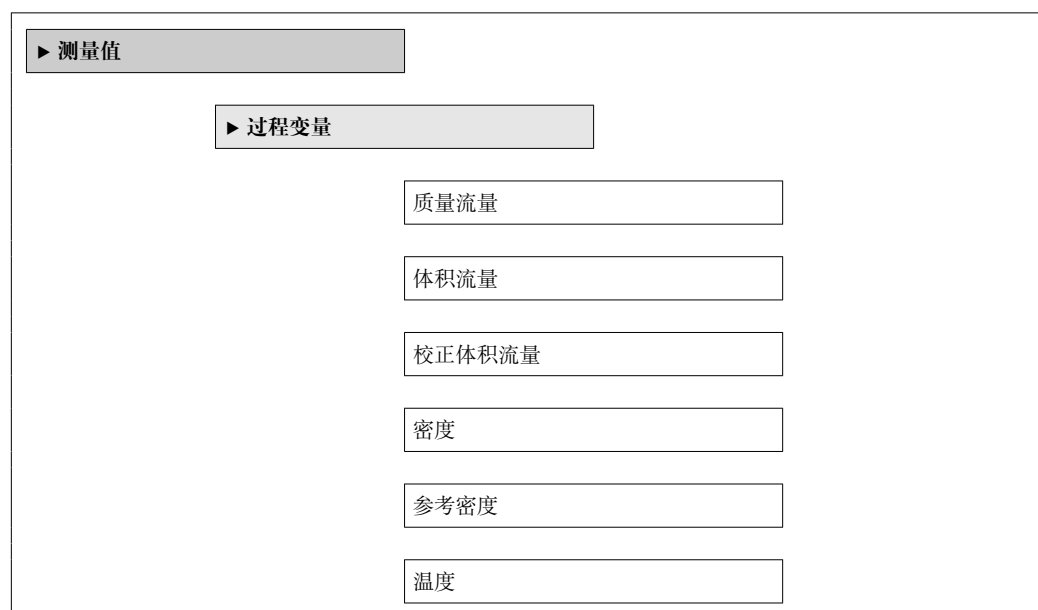 ▶ 测量值
▶ 过程变量
质量流量
体积流量
校正体积流量
密度
参考密度
温度